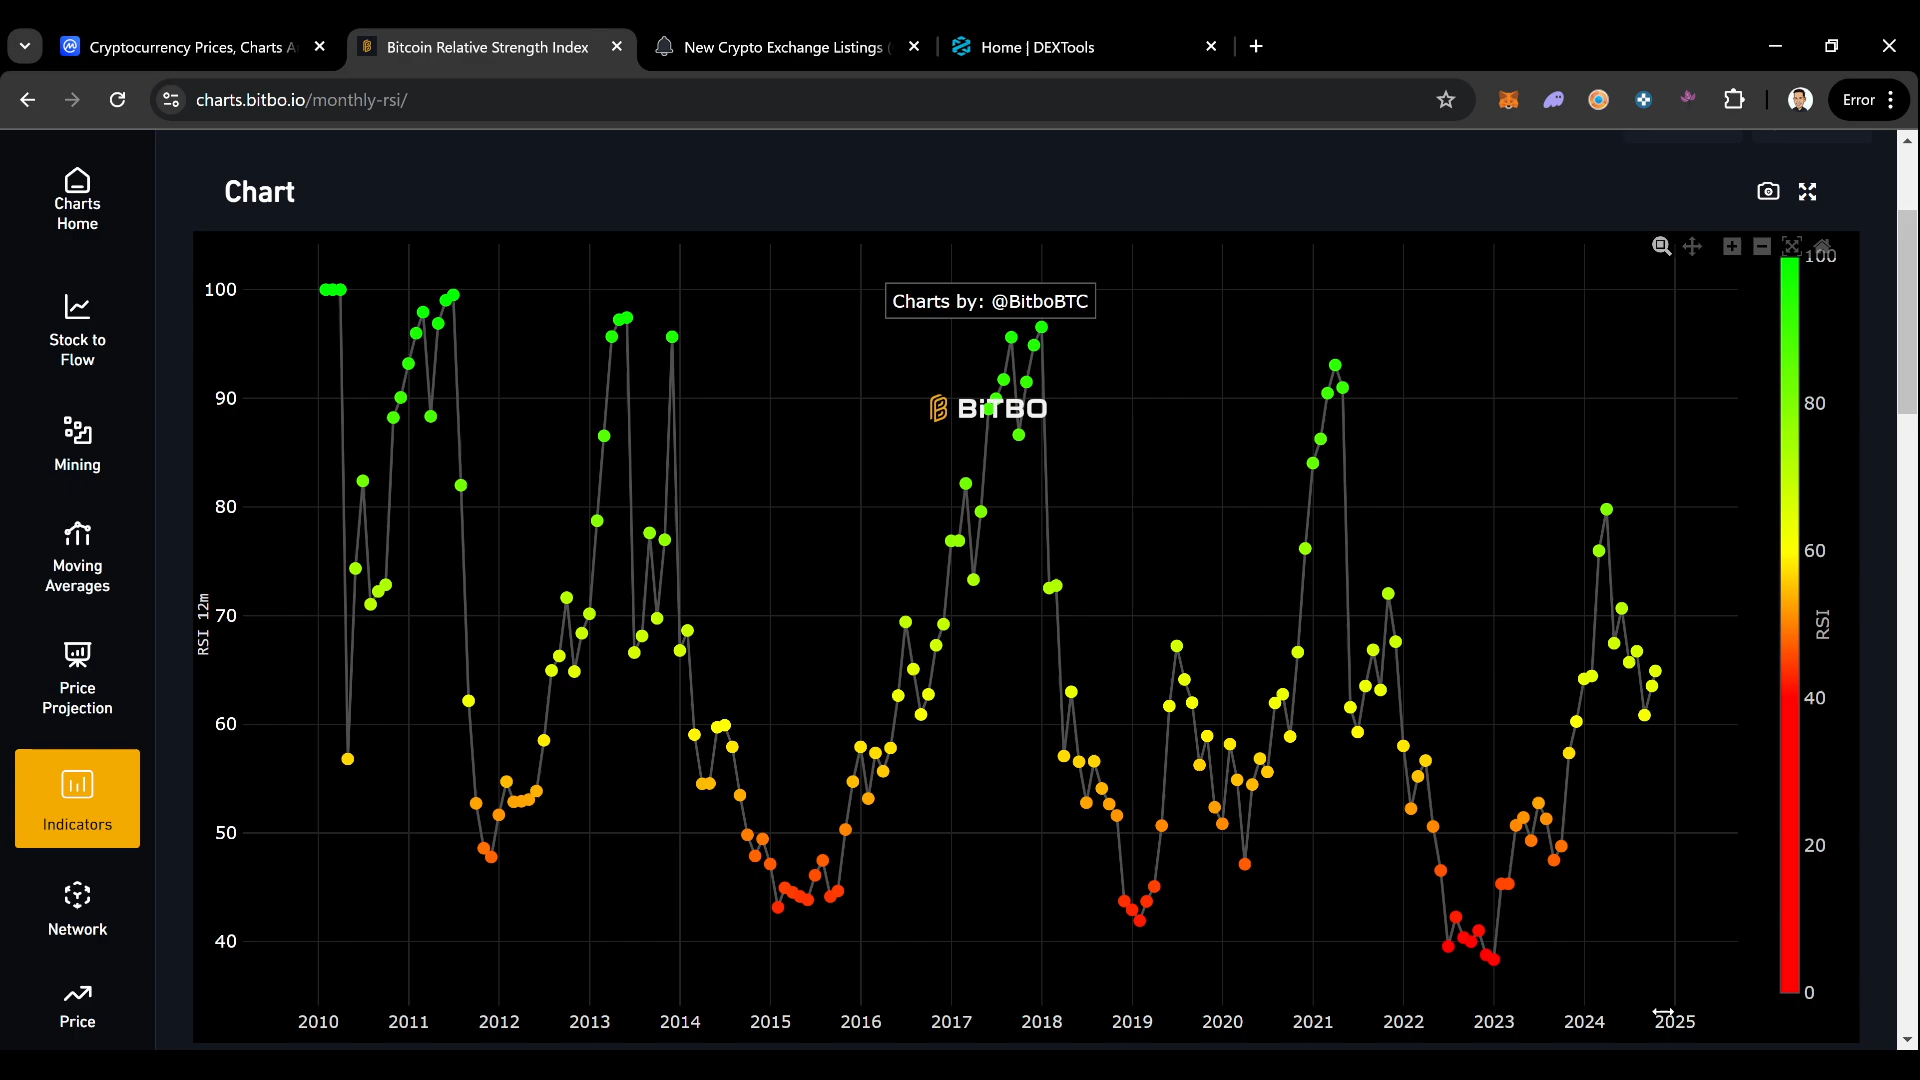 Cryptocurrency Prices, Charts A
Bitcoin Relative Strength Index
New Crypto Exchange Listings (
Home | DEXTools
charts.bitbo.io/monthly-rsi/
Error
Charts
Home
Stock to
Flow
Mining
Moving
Averages
Price
Projection
Indicators
Network
Price
Chart
Charts by: @BitboBTC
BiTBO
RSI 12m
100
90
80
70
60
50
40
2010
2011
2012
2013
2014
2015
2016
2017
2018
2019
2020
2021
2022
2023
2024
2025
100
80
60
40
20
0
RSI